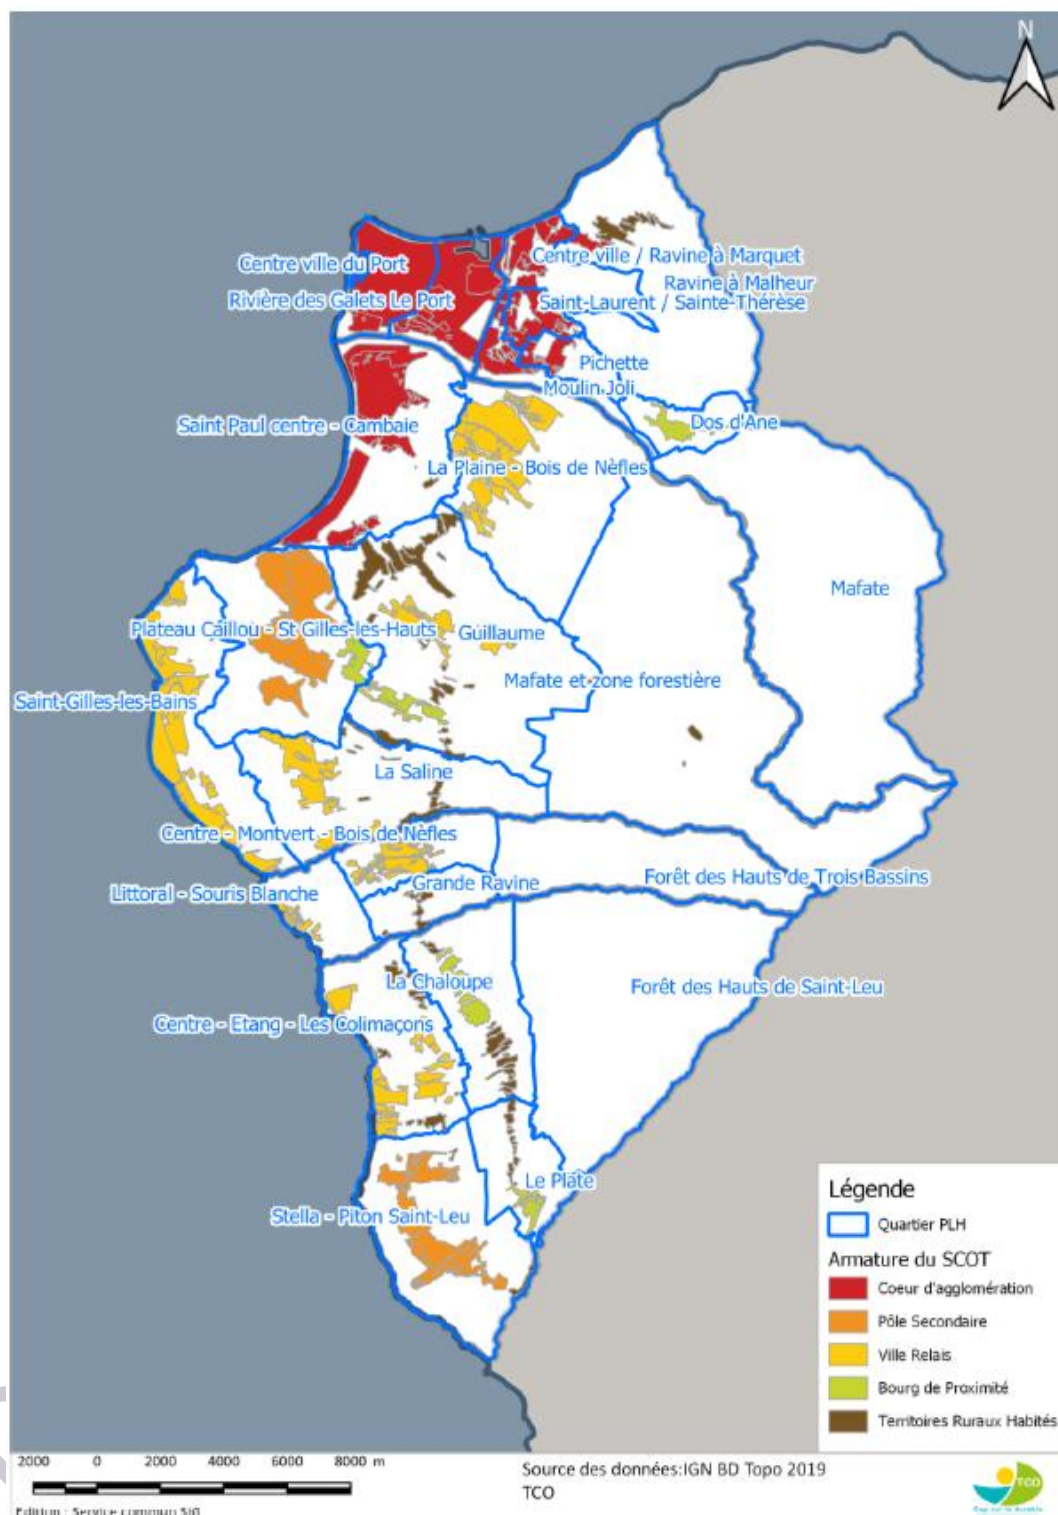 N
Centre ville du Port
Centre ville / Ravine à Marquet
Ravine à Malheur
Rivière des Galets Le Port
Saint-Laurent / Sainte-Thérèse
Pichette
Moulin Joli
Saint Paul centre - Cambaie
Dos d'Ane
La Plaine - Bois de Nèfles
Mafate
Plateau Caillou - St Gilles-les-Hauts
Guillaume
Mafate et zone forestière
Saint-Gilles-les-Bains
La Saline
Centre - Montvert - Bois de Nèfles
Grande Ravine
Forêt des Hauts de Trois Bassins
Littoral - Souris Blanche
La Chaloupe
Forêt des Hauts de Saint-Leu
Centre - Etang - Les Colimaçons
Le Plate
Stella - Piton Saint-Leu
Légende
Quartier PLH
Armature du SCOT
Coeur d'agglomération
Pôle Secondaire
Ville Relais
Bourg de Proximité
Territoires Ruraux Habités
2000 0 2000 4000 6000 8000 m
Source des données:IGN BD Topo 2019
TCO
Edition : Service commun SIG
TCO